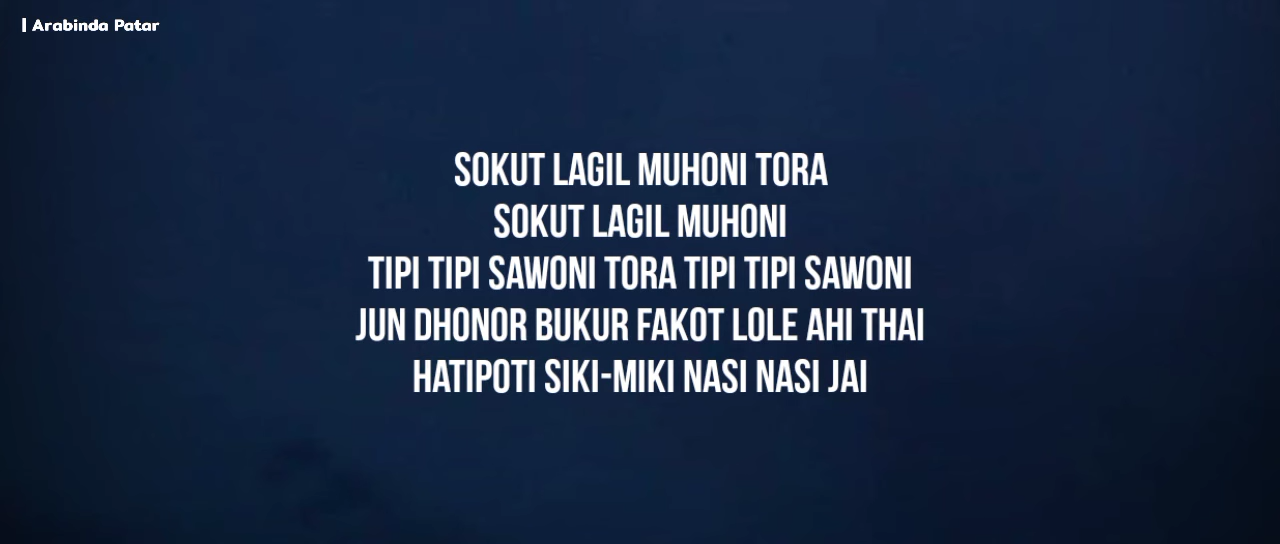 | Arabinda Patar
SOKUT LAGIL MUHONI TORA
SOKUT LAGIL MUHONI
TIPI TIPI SAWONI TORA TIPI TIPI SAWONI
JUN DHONOR BUKUR FAKOT LOLE AHI THAI
HATIPOTI SIKI-MIKI NASI NASI JAI